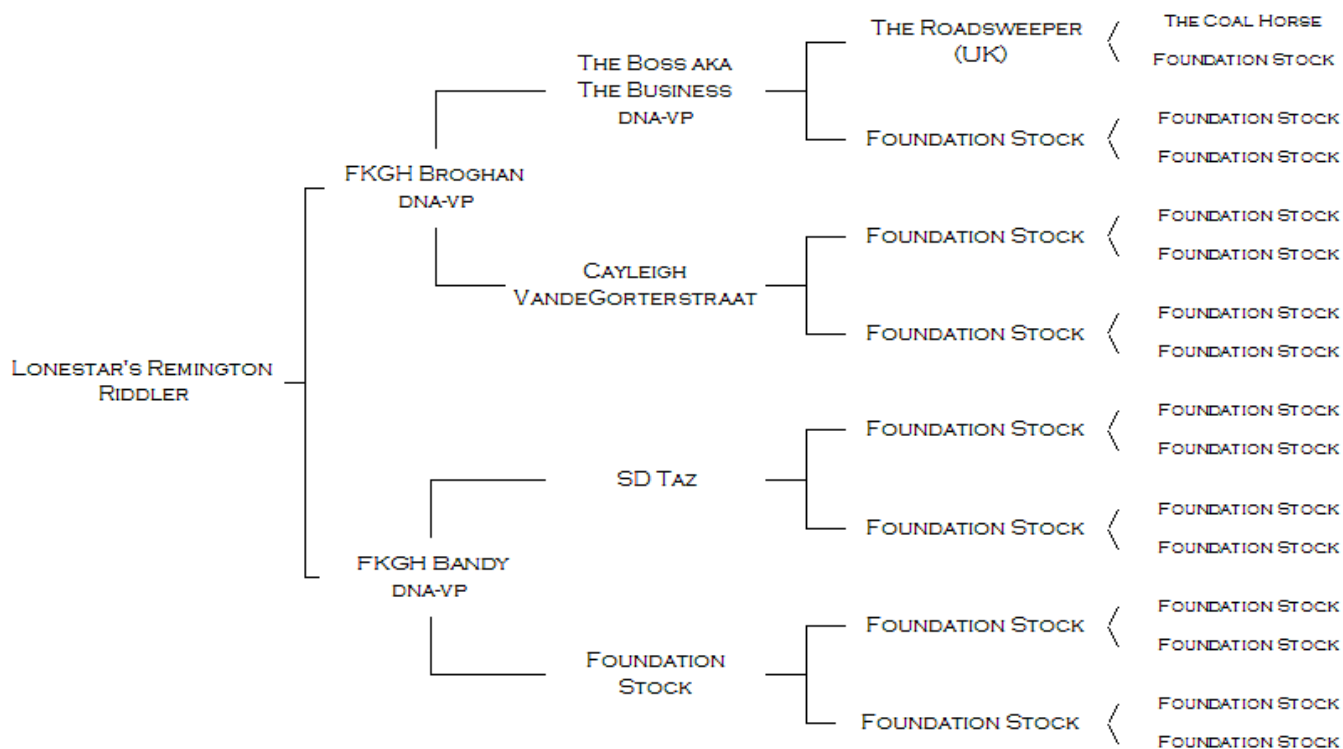 The Coal Horse
The Roadsweeper
(UK)
Foundation Stock
The Boss aka
The Business
DNA-VP
Foundation Stock
Foundation Stock
Foundation Stock
FKGH Broghan
DNA-VP
Foundation Stock
Foundation Stock
Foundation Stock
Cayleigh
VandeGorterstraat
Foundation Stock
Foundation Stock
Foundation Stock
Lonestar's Remington
Riddler
Foundation Stock
Foundation Stock
Foundation Stock
SD Taz
Foundation Stock
Foundation Stock
Foundation Stock
FKGH Bandy
DNA-VP
Foundation Stock
Foundation Stock
Foundation Stock
Foundation
Stock
Foundation Stock
Foundation Stock
Foundation Stock